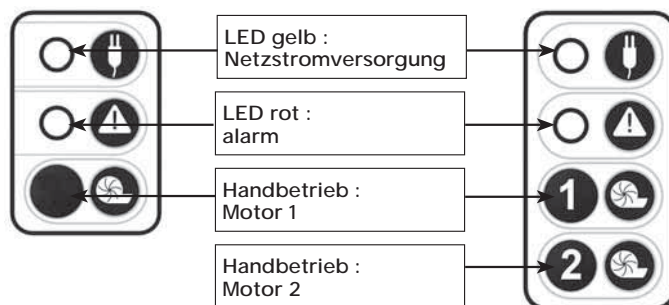 LED gelb :
Netzstromversorgung
LED rot :
alarm
Handbetrieb :
Motor 1
1
Handbetrieb :
Motor 2
2